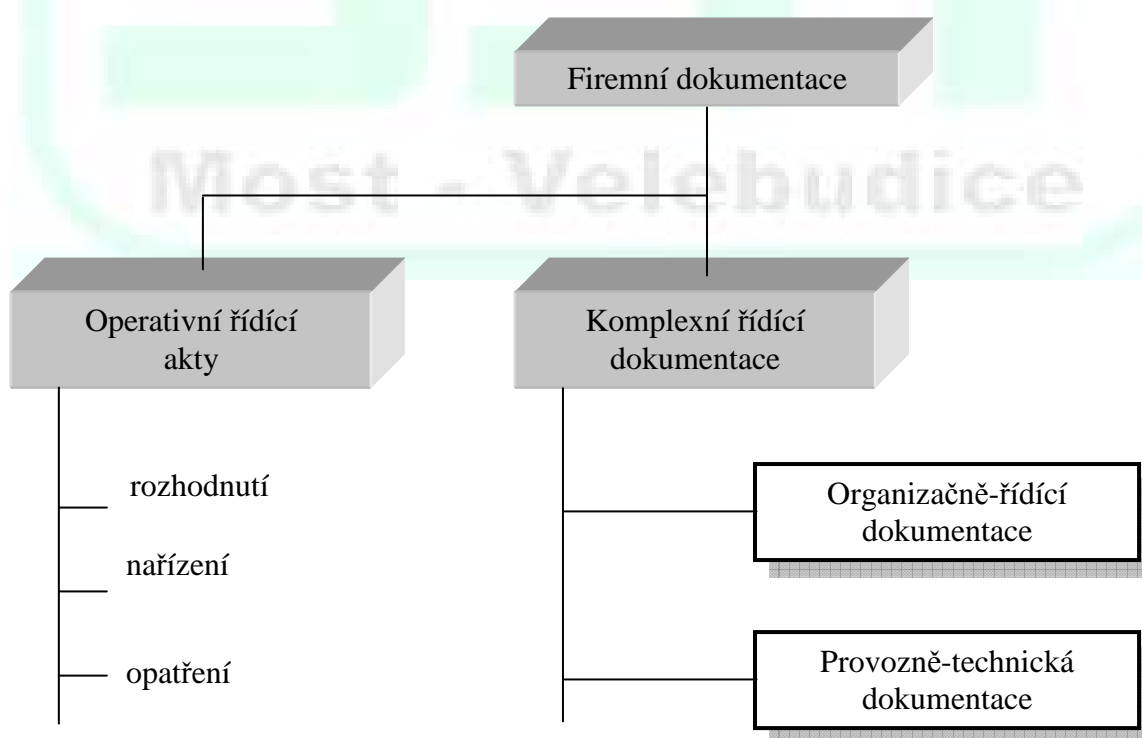 Firemní dokumentace
Most - Velebudice
Operativní řídící
akty
Komplexní řídící
dokumentace
rozhodnutí
nařízení
opatření
Organizačně-řídící
dokumentace
Provozně-technická
dokumentace